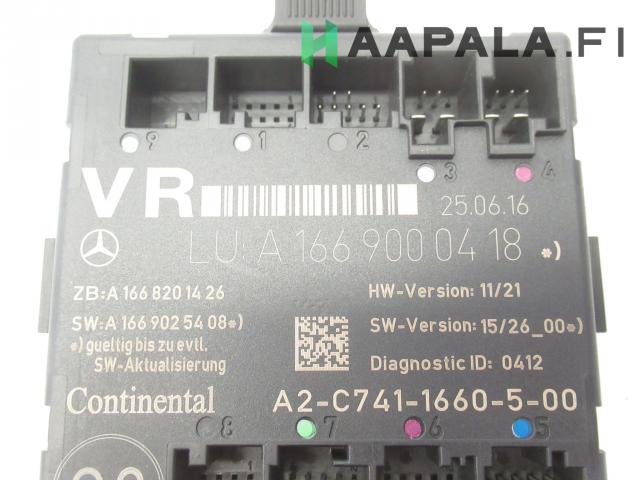 HAAPALA.FI
9 1 2 3 4
VR
25.06.16
LU:A 166 900 04 18 *)
ZB:A 166 820 14 26
HW-Version: 11/21
SW:A 166 902 54 08*)
SW-Version: 15/26_00*)
*) gueltig bis zu evtl.
SW-Aktualisierung
Diagnostic ID: 0412
Continental
A2-C741-1660-5-00
8 7 6 5